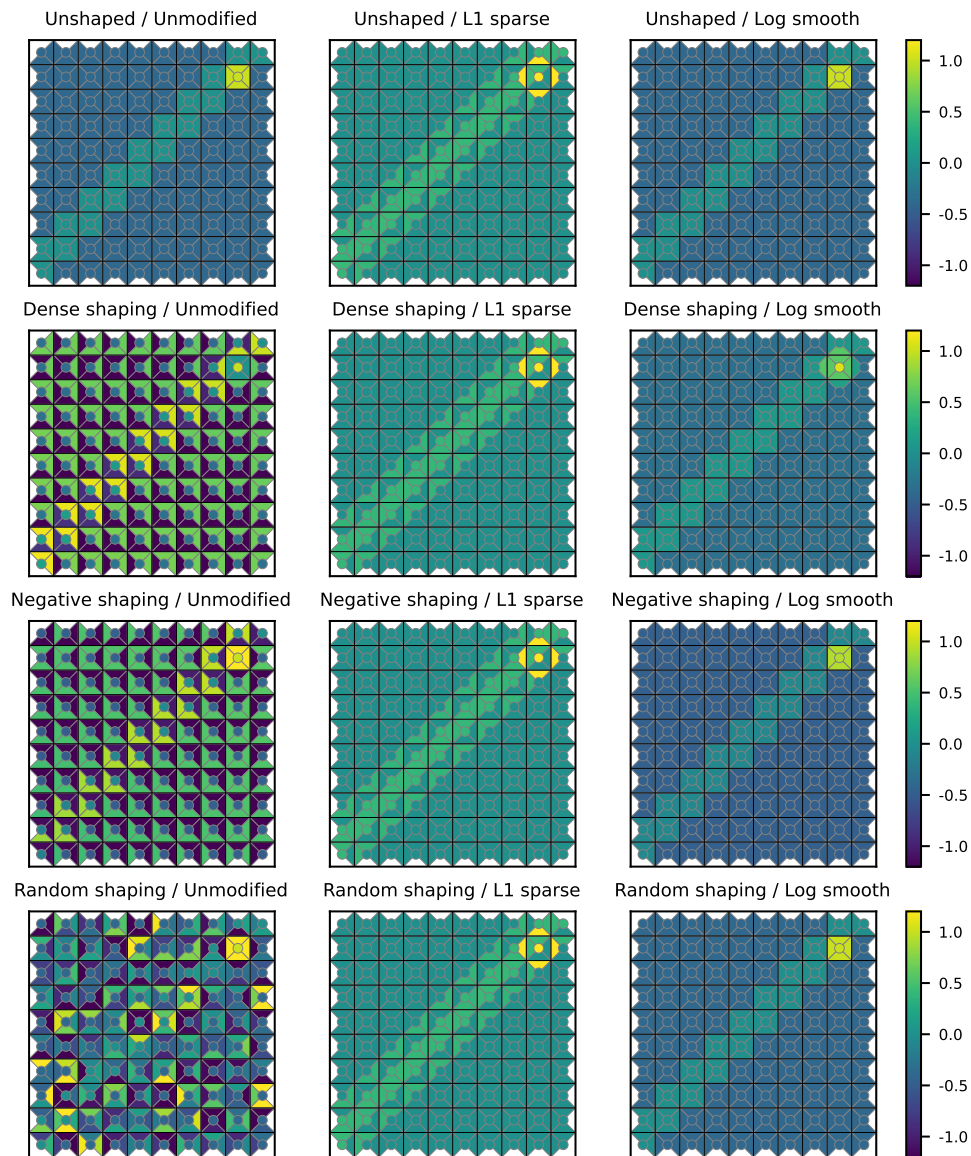 Unshaped / Unmodified
Unshaped / L1 sparse
Unshaped / Log smooth
1.0
0.5
0.0
-0.5
-1.0
Dense shaping / Unmodified
Dense shaping / L1 sparse
Dense shaping / Log smooth
1.0
0.5
0.0
-0.5
-1.0
Negative shaping / Unmodified
Negative shaping / L1 sparse
Negative shaping / Log smooth
1.0
0.5
0.0
-0.5
-1.0
Random shaping / Unmodified
Random shaping / L1 sparse
Random shaping / Log smooth
1.0
0.5
0.0
-0.5
-1.0